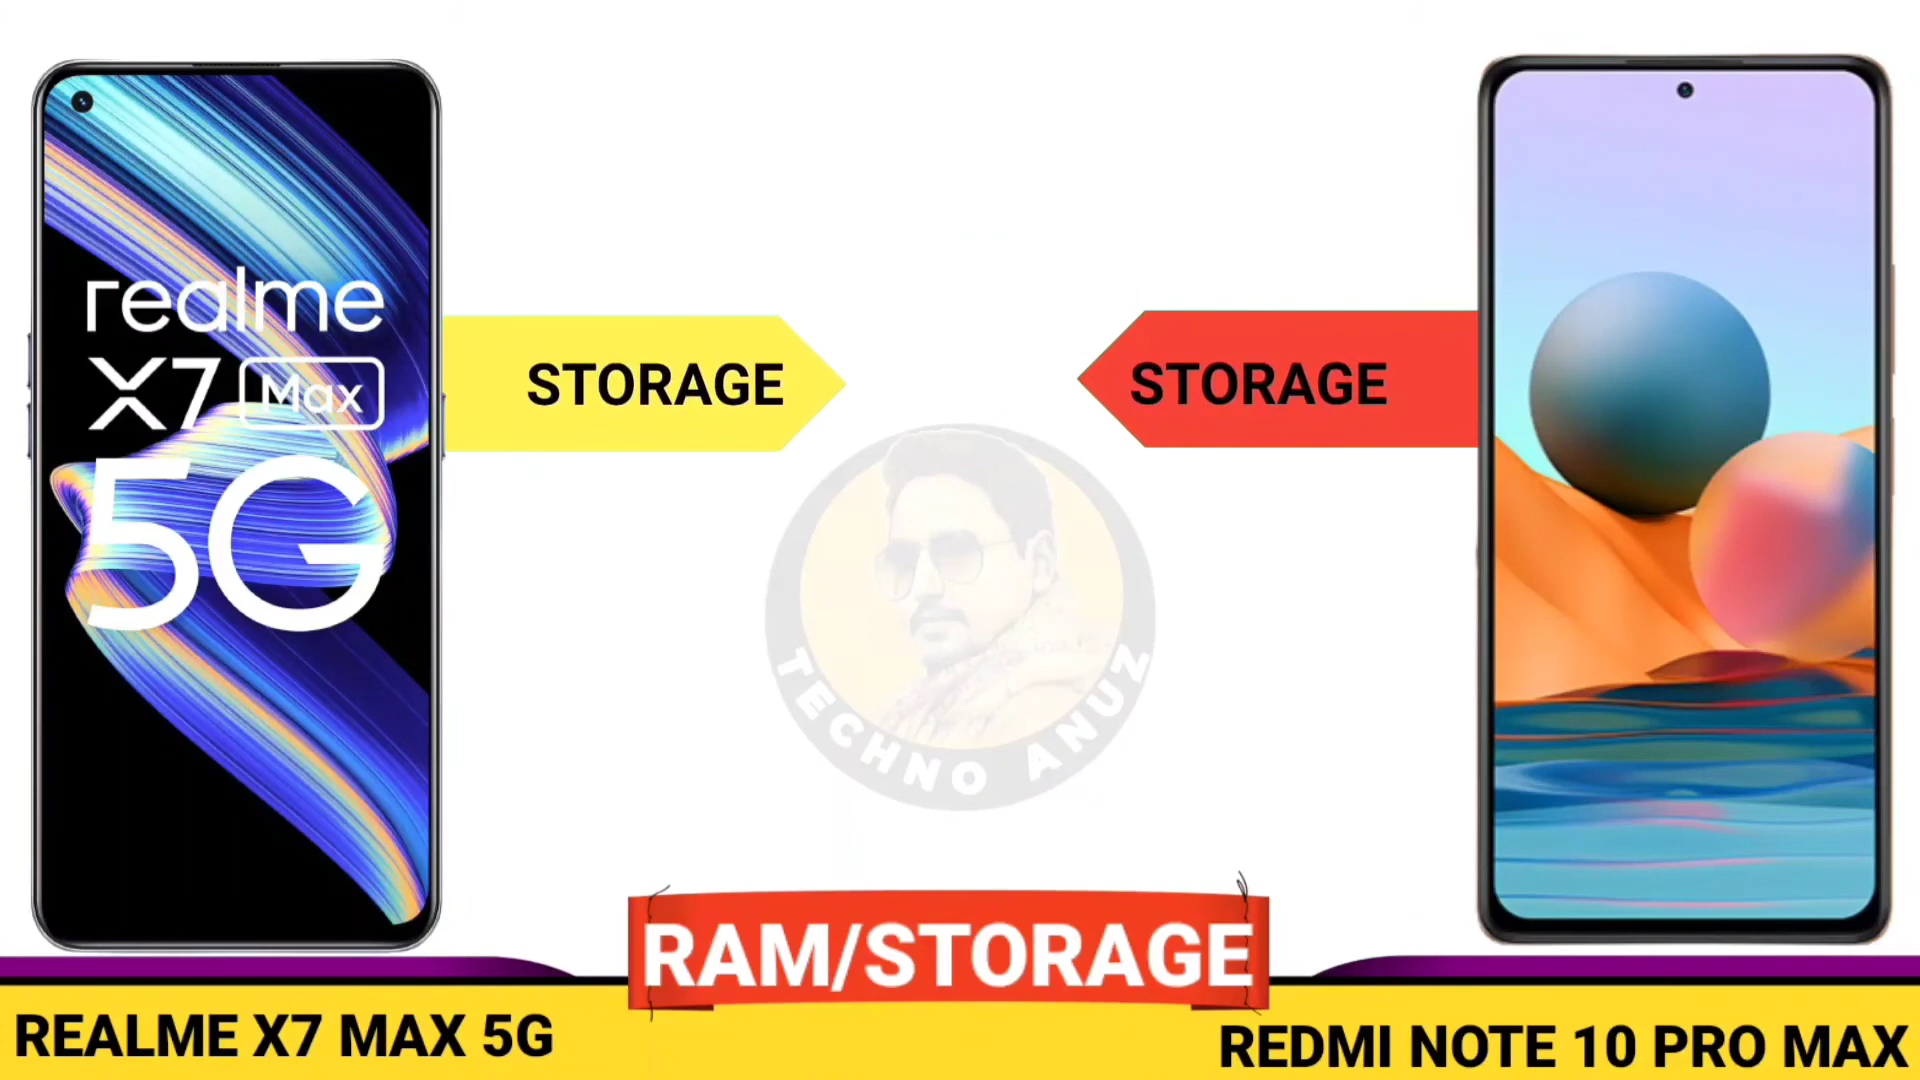 realme
X7 Max
5G
STORAGE
STORAGE
TECHNO ANUZ
RAM/STORAGE
REALME X7 MAX 5G
REDMI NOTE 10 PRO MAX